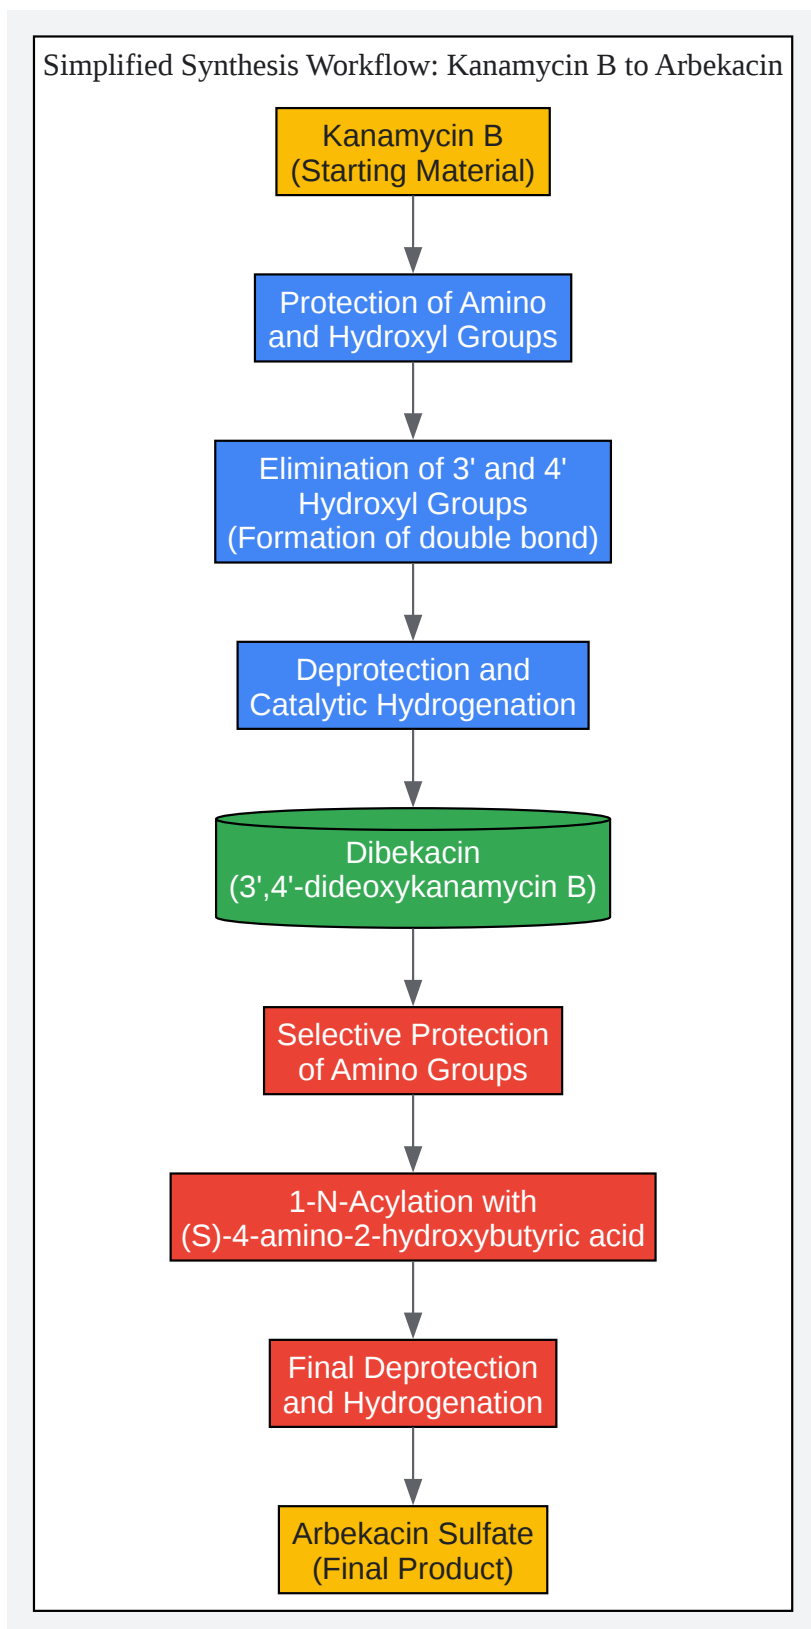 Simplified Synthesis Workflow: Kanamycin B to Arbekacin
Kanamycin B
(Starting Material)
Protection of Amino
and Hydroxyl Groups
Elimination of 3' and 4'
Hydroxyl Groups
(Formation of double bond)
Deprotection and
Catalytic Hydrogenation
Dibekacin
(3',4'-dideoxykanamycin B)
Selective Protection
of Amino Groups
1-N-Acylation with
(S)-4-amino-2-hydroxybutyric acid
Final Deprotection
and Hydrogenation
Arbekacin Sulfate
(Final Product)